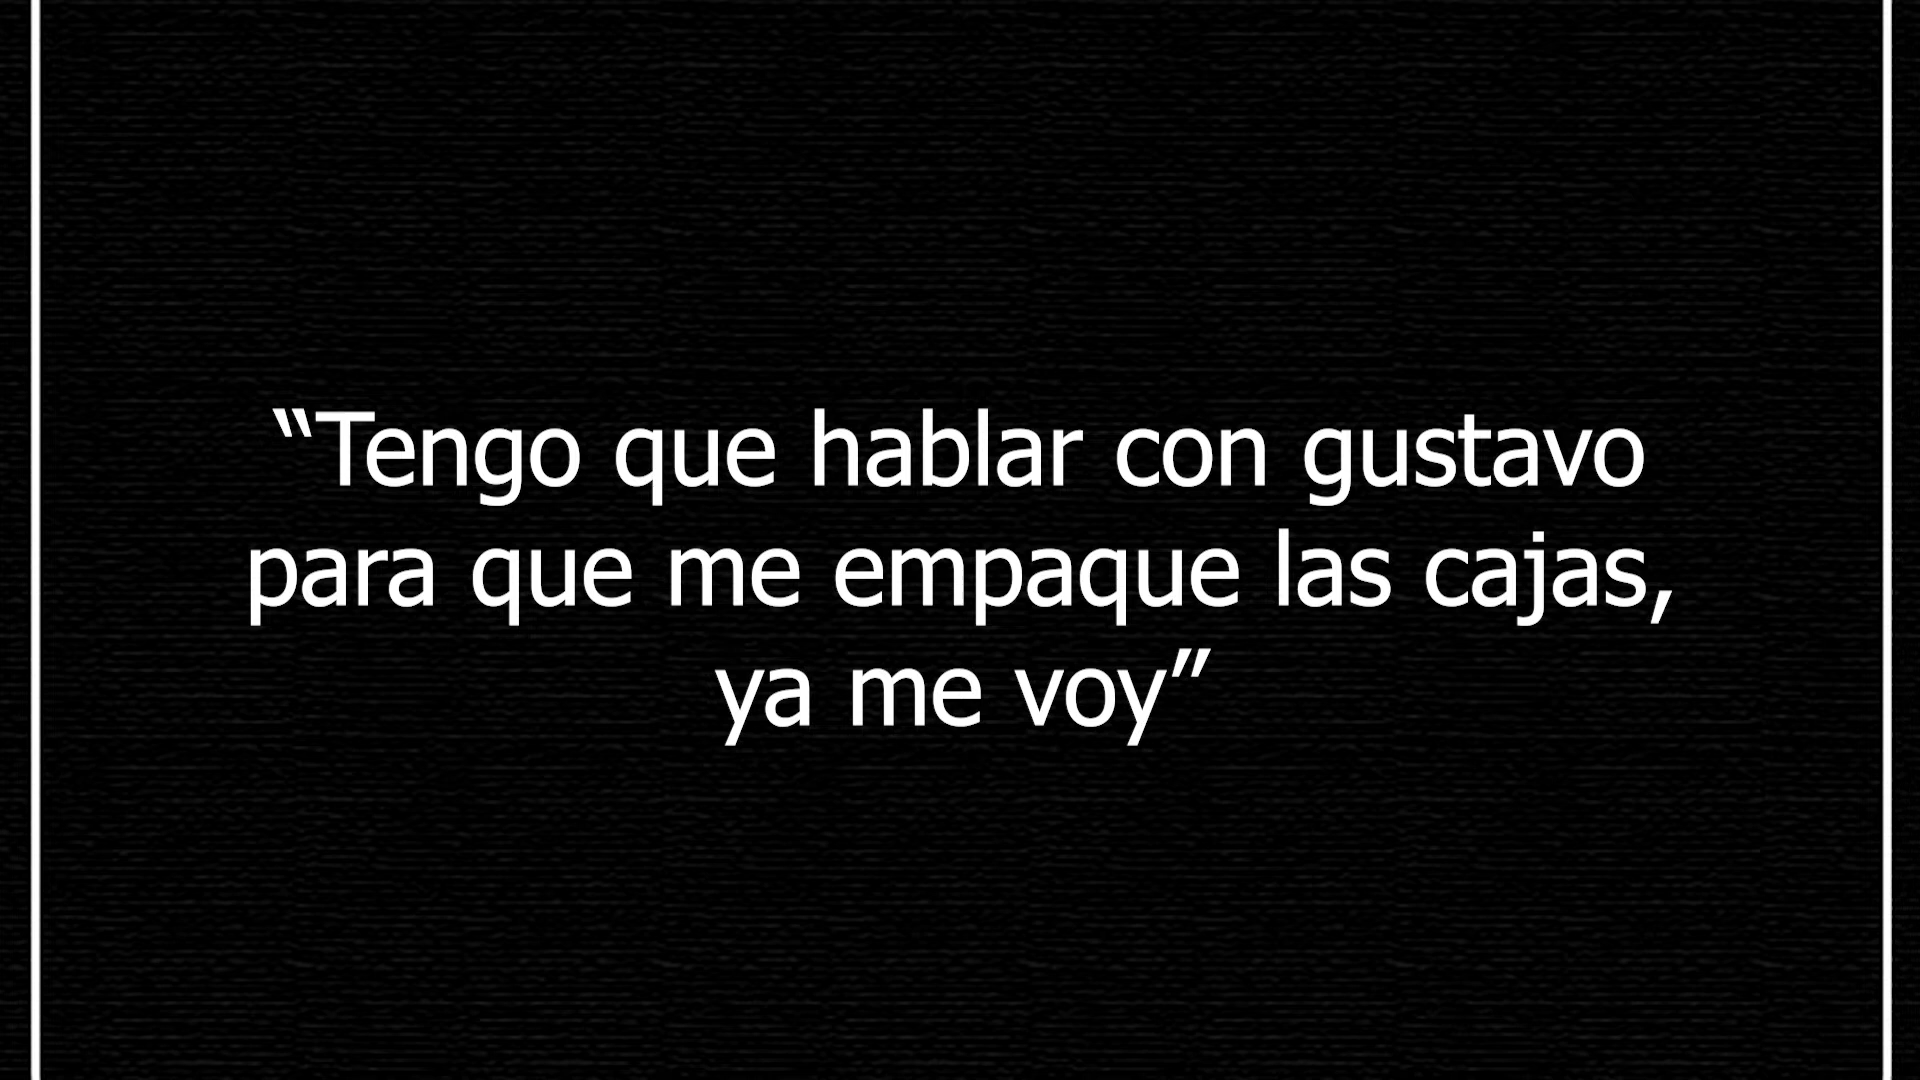 “Tengo que hablar con gustavo
para que me empaque las cajas,
ya me voy”